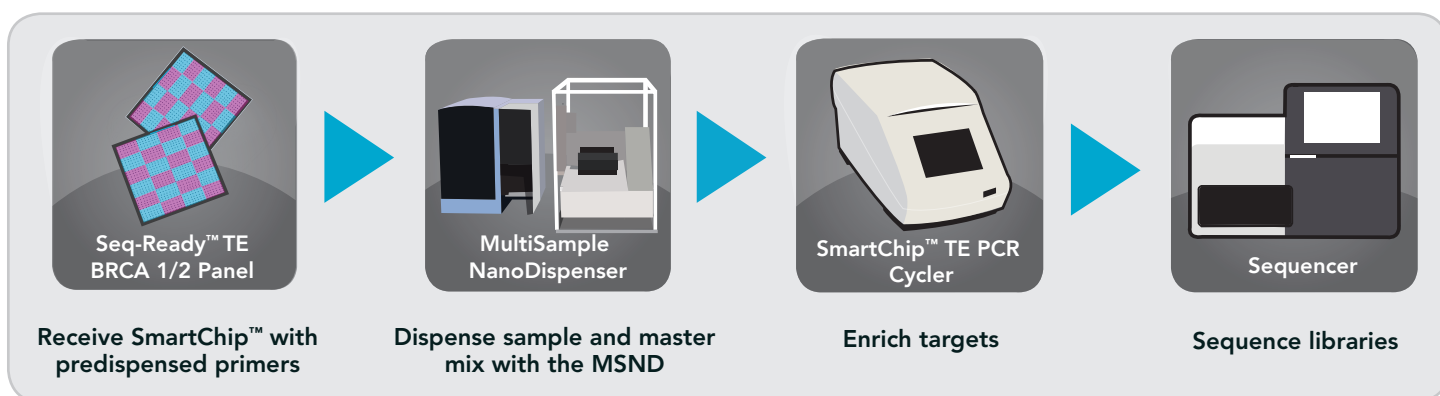 Seq-Ready™ TE
BRCA 1/2 Panel
MultiSample
NanoDispenser
SmartChip™ TE PCR
Cycler
Sequencer
Receive SmartChip™ with
predispensed primers
Dispense sample and master
mix with the MSND
Enrich targets
Sequence libraries